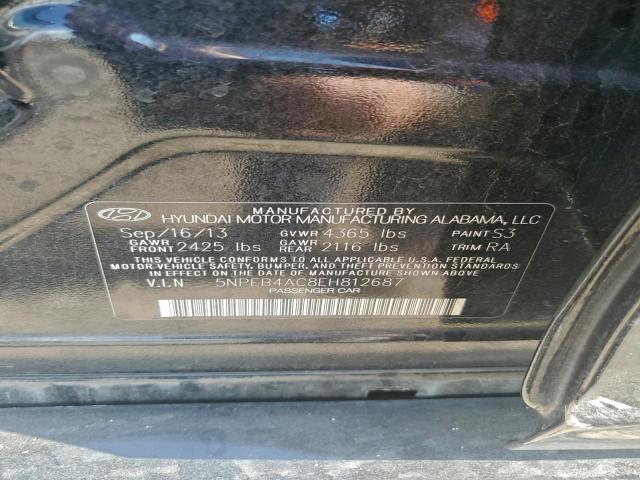 MANUFACTURED BY
HYUNDAI MOTOR MANUFACTURING ALABAMA, LLC
Sep/16/13 GVWR 4365 lbs PAINT S3
GAWR FRONT 2425 lbs GAWR REAR 2116 lbs TRIM RA
THIS VEHICLE CONFORMS TO ALL APPLICABLE U.S.A FEDERAL
MOTOR VEHICLE SAFETY, BUMPER, AND THEFT PREVENTION STANDARDS
IN EFFECT ON THE DATE OF MANUFACTURE SHOWN ABOVE.
V.I.N 5NPEB4AC8EH812687
PASSENGER CAR